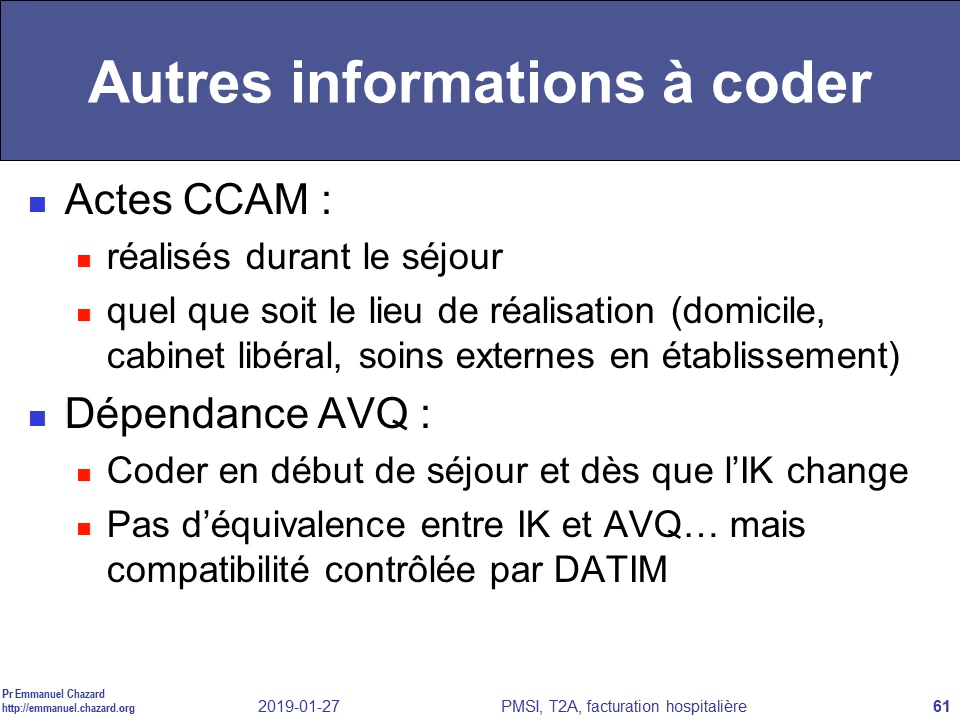 Autres informations à coder
Actes CCAM :
réalisés durant le séjour
quel que soit le lieu de réalisation (domicile,
cabinet libéral, soins externes en établissement)
Dépendance AVQ :
Coder en début de séjour et dès que l’IK change
Pas d’équivalence entre IK et AVQ… mais
compatibilité contrôlée par DATIM
Pr Emmanuel Chazard
http://emmanuel.chazard.org
2019-01-27
PMSI, T2A, facturation hospitalière
61